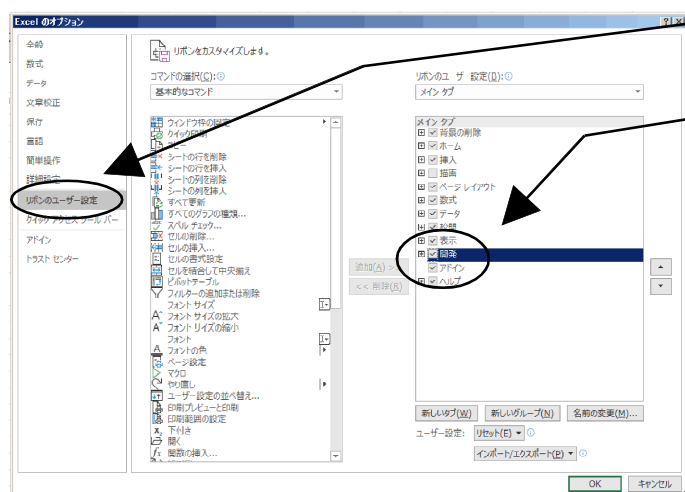 Excel のオプション
全般
数式
データ
文章校正
保存
言語
簡単操作
詳細設定
リボンのユーザー設定
クイック アクセス ツール バー
アドイン
トラスト センター
リボンをカスタマイズします。
コマンドの選択(C):
基本的なコマンド
ウィンドウ枠の固定
クイック印刷
コピー
シートの行を削除
シートの行を挿入
シートの列を削除
シートの列を挿入
すべて更新
すべてのグラフの種類...
スペル チェック...
セルの削除...
セルの挿入...
セルの書式設定
セルを結合して中央揃え
ピボットテーブル
フィルターの追加または削除
フォント サイズ
フォント サイズの拡大
フォント サイズの縮小
フォント
フォントの色
ページ設定
マクロ
やり直し
ユーザー設定の並べ替え...
印刷プレビューと印刷
印刷範囲の設定
下付き
開く
関数の挿入...
追加(A) >>
<< 削除(R)
リボンのユーザー設定(D):
メイン タブ
メイン タブ
背景の削除
ホーム
挿入
描画
ページ レイアウト
数式
データ
校閲
表示
開発
アドイン
ヘルプ
新しいタブ(W) 新しいグループ(N) 名前の変更(M)...
ユーザー設定: リセット(E)
インポート/エクスポート(P)
OK キャンセル